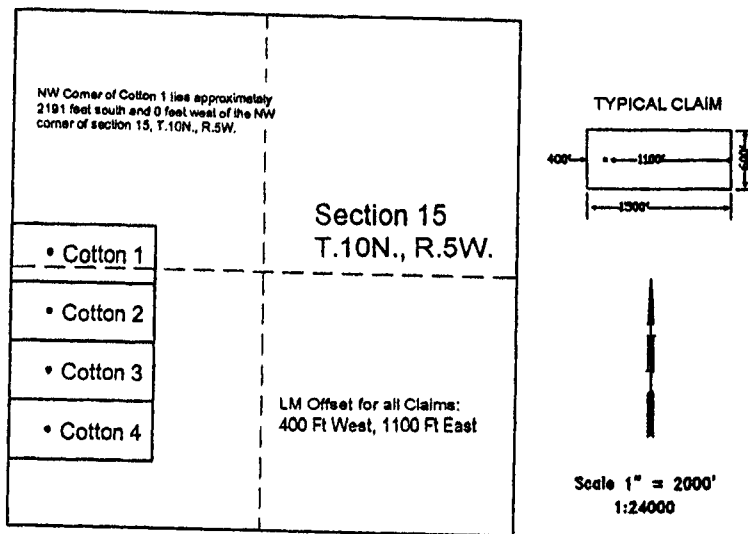 NW Corner of Cotton 1 lies approximately
2191 feet south and 0 feet west of the NW
corner of section 15, T.10N., R.5W.
TYPICAL CLAIM
400'
1100'
600'
1500'
Section 15
T.10N., R.5W.
Cotton 1
Cotton 2
Cotton 3
Cotton 4
LM Offset for all Claims:
400 Ft West, 1100 Ft East
Scale 1" = 2000'
1:24000